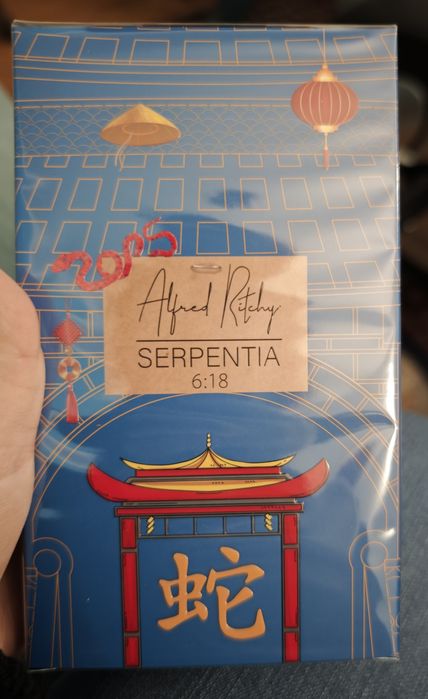 2025
Alfred Ritchy
SERPENTIA
6:18
蛇